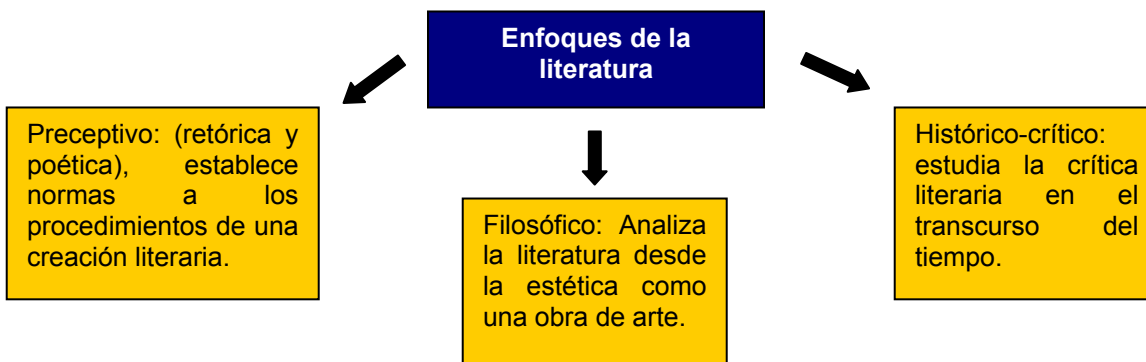 Enfoques de la
literatura
Preceptivo: (retórica y
poética), establece
normas a los
procedimientos de una
creación literaria.
Filosófico: Analiza
la literatura desde
la estética como
una obra de arte.
Histórico-crítico:
estudia la crítica
literaria en el
transcurso del
tiempo.